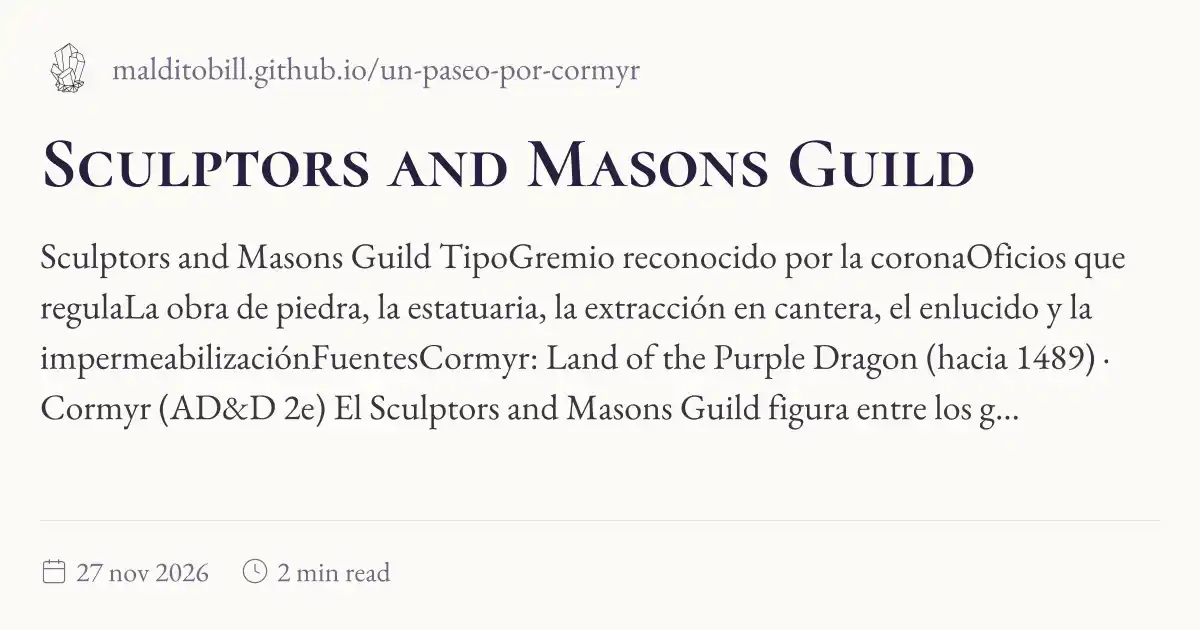 malditobill.github.io/un-paseo-por-cormyr
Sculptors and Masons Guild
Sculptors and Masons Guild TipoGremio reconocido por la coronaOficios que
regulaLa obra de piedra, la estatuaria, la extracción en cantera, el enlucido y la
impermeabilizaciónFuentesCormyr: Land of the Purple Dragon (hacia 1489) ·
Cormyr (AD&D 2e) El Sculptors and Masons Guild figura entre los g...
27 nov 2026
2 min read